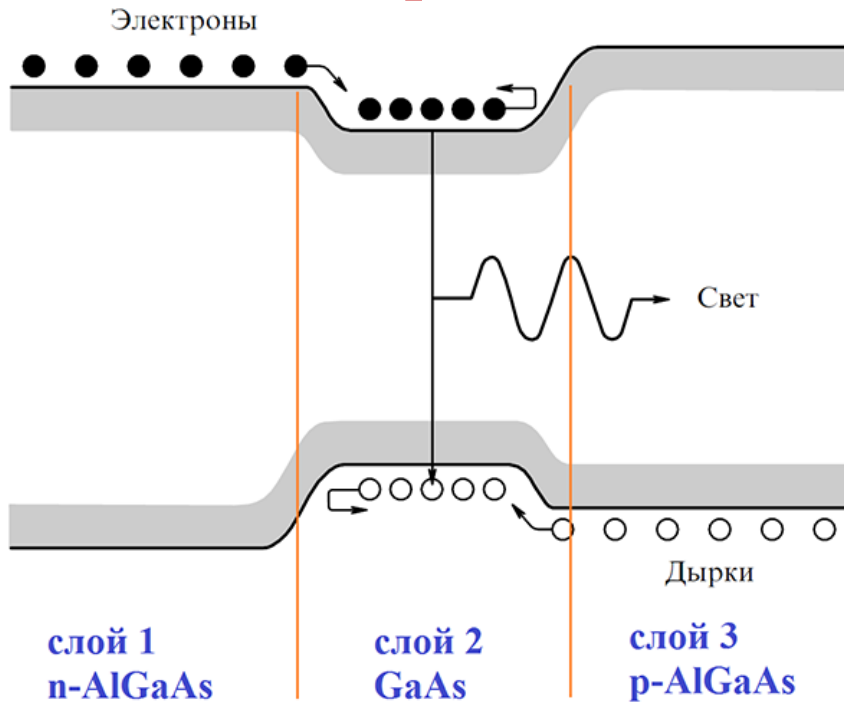 Электроны
Свет
Дырки
слой 1
n-AlGaAs
слой 2
GaAs
слой 3
p-AlGaAs